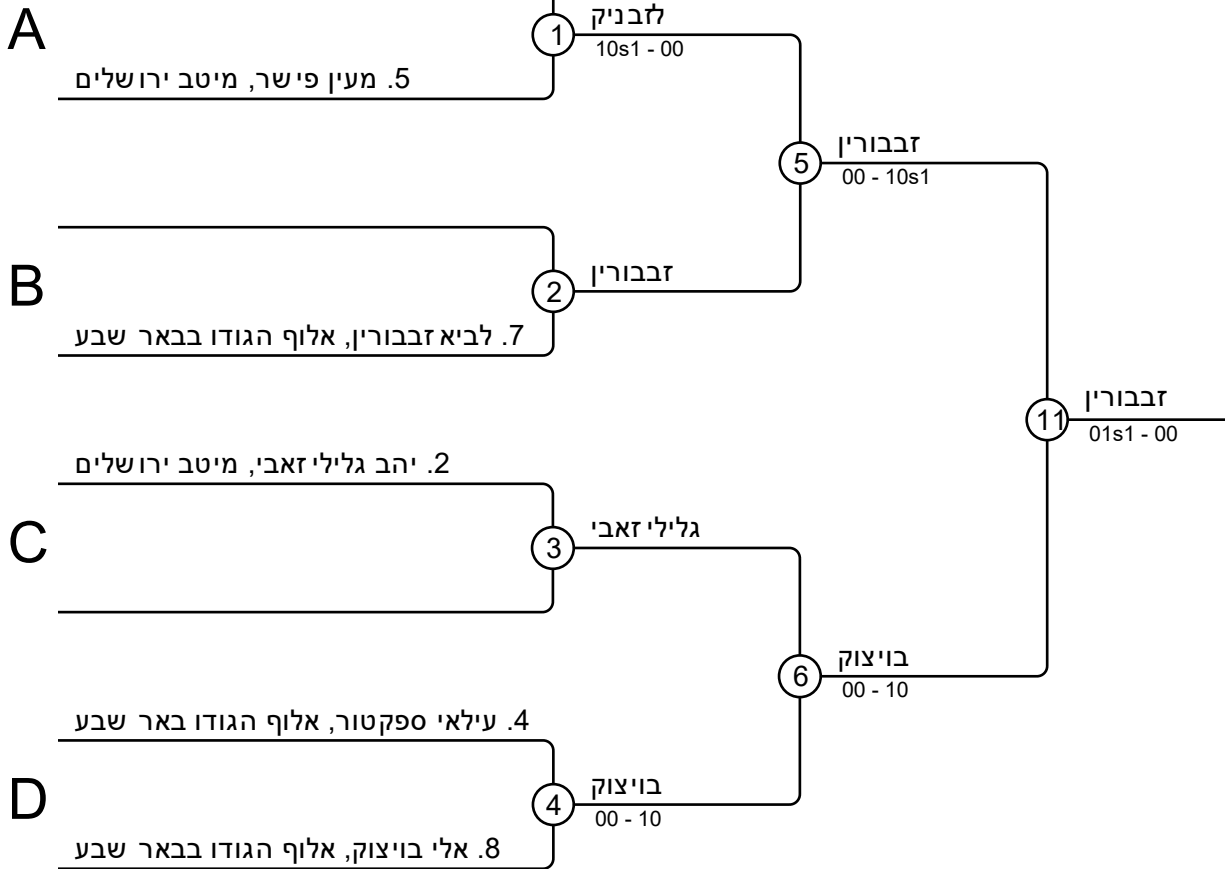 A
לזבניק
1
10s1 - 00
5. מעין פישר, מיטב ירושלים
זבבורין
5
00 - 10s1
B
זבבורין
2
7. לביא זבבורין, אלוף הגודו בבאר שבע
זבבורין
11
01s1 - 00
2. יהב גלילי זאבי, מיטב ירושלים
C
גלילי זאבי
3
בויצוק
6
00 - 10
4. עילאי ספקטור, אלוף הגודו באר שבע
D
בויצוק
4
00 - 10
8. אלי בויצוק, אלוף הגודו בבאר שבע